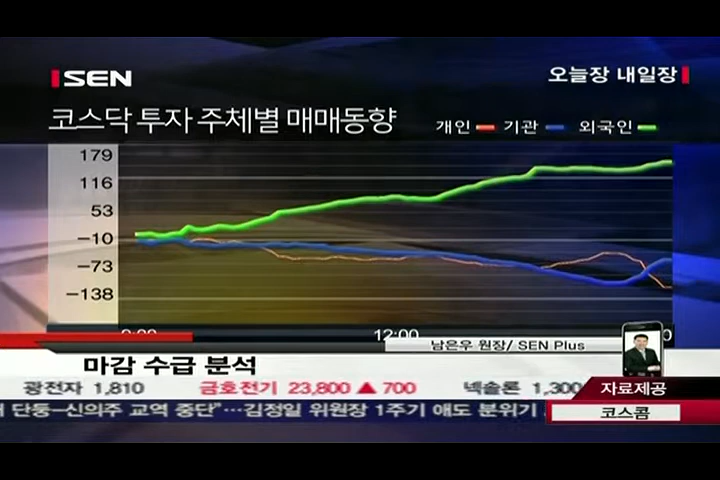 SEN
오늘장 내일장
코스닥 투자 주체별 매매동향
개인 기관 외국인
179
116
53
-10
-73
-138
9:00 12:00
남은우 원장/ SEN Plus
마감 수급 분석
광전자 1,810 금호전기 23,800 ▲ 700 넥솔론 1,300
자료제공
단둥-신의주 교역 중단"…김정일 위원장 1주기 애도 분위기
코스콤